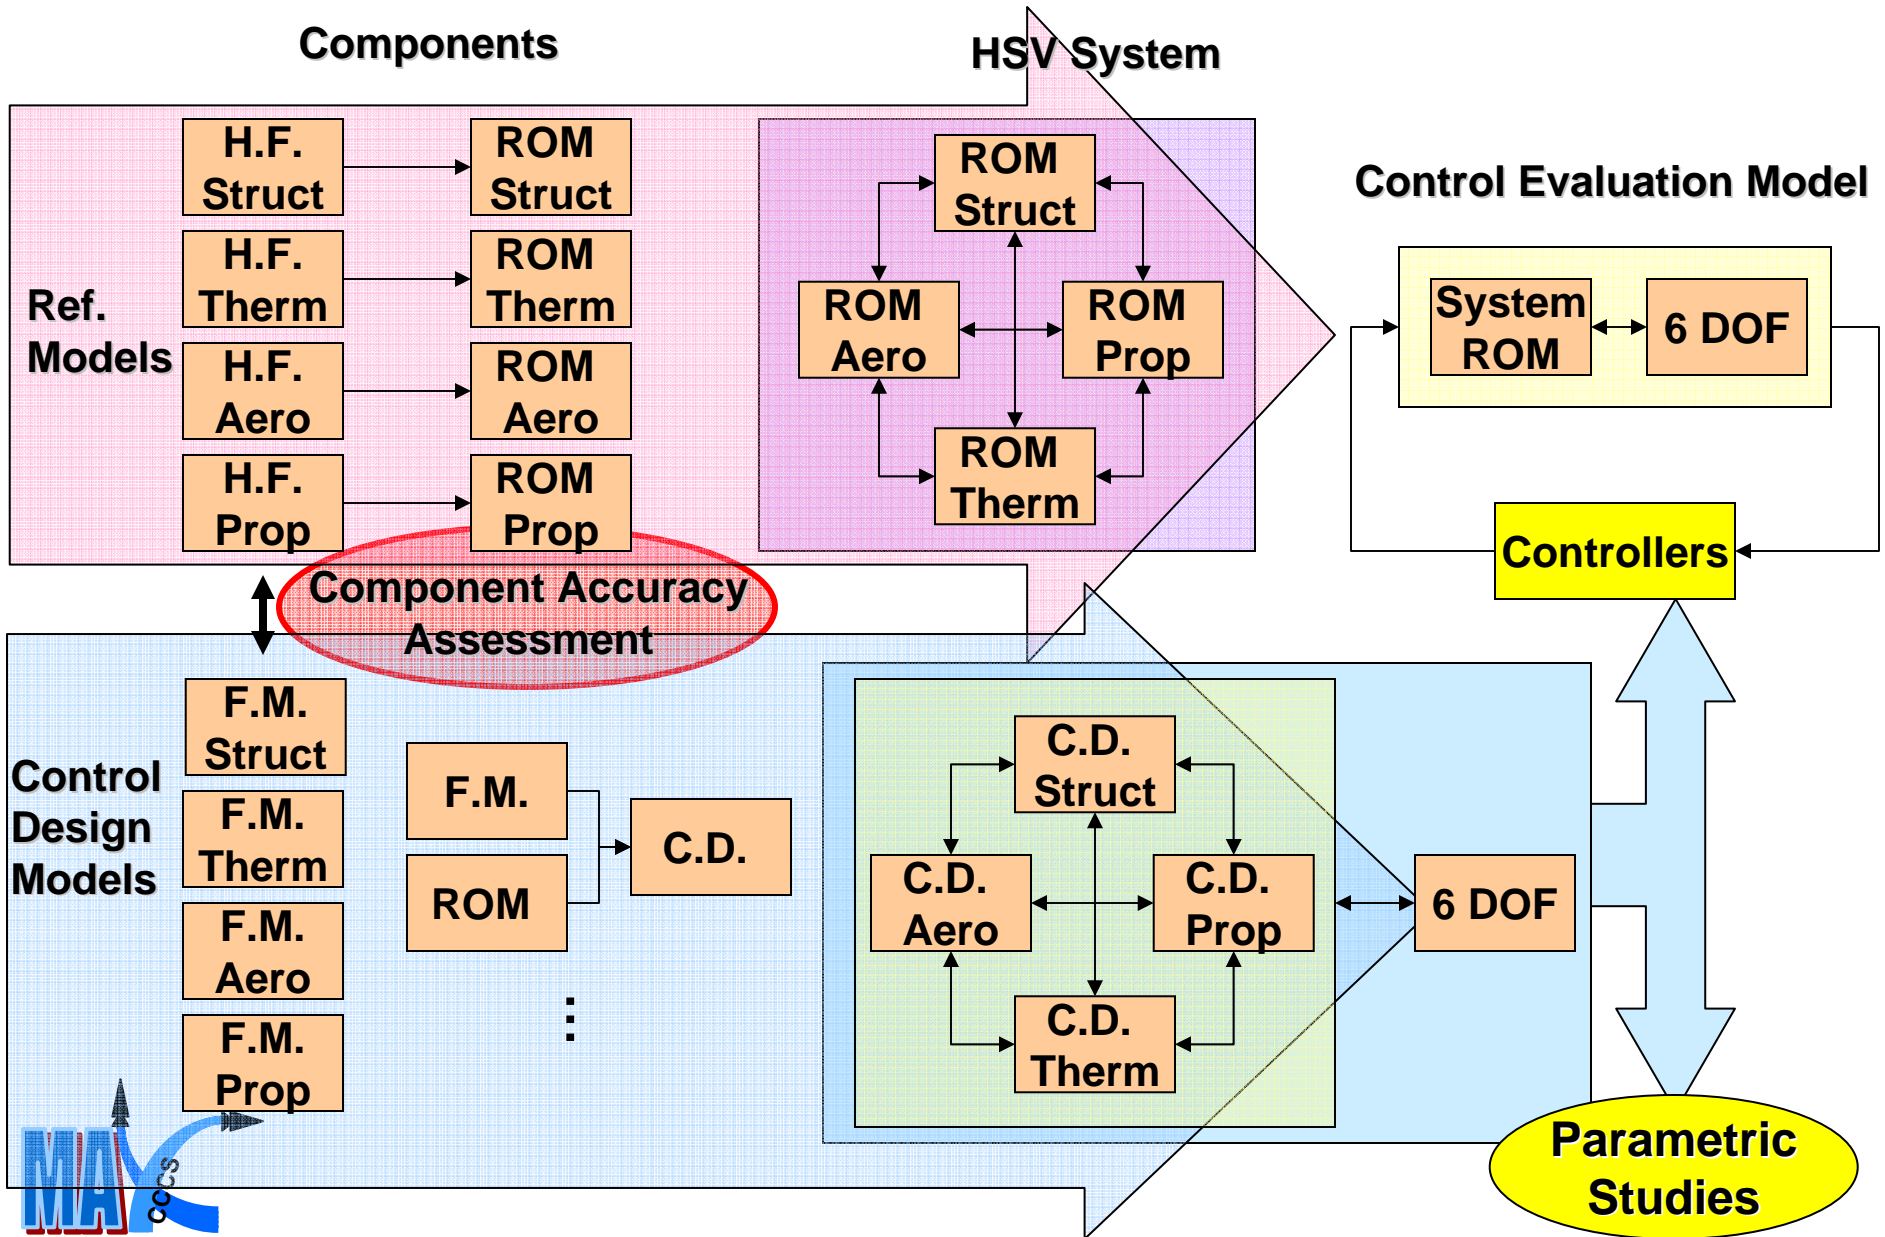 Components
HSV System
Control Evaluation Model
Ref.
Models
H.F.
Struct
ROM
Struct
H.F.
Therm
ROM
Therm
H.F.
Aero
ROM
Aero
H.F.
Prop
ROM
Prop
ROM
Struct
ROM
Aero
ROM
Prop
ROM
Therm
System
ROM
6 DOF
Controllers
Component Accuracy
Assessment
Control
Design
Models
F.M.
Struct
F.M.
Therm
F.M.
Aero
F.M.
Prop
F.M.
ROM
C.D.
⋮
C.D.
Struct
C.D.
Aero
C.D.
Prop
C.D.
Therm
6 DOF
Parametric
Studies
MAX
CCCS